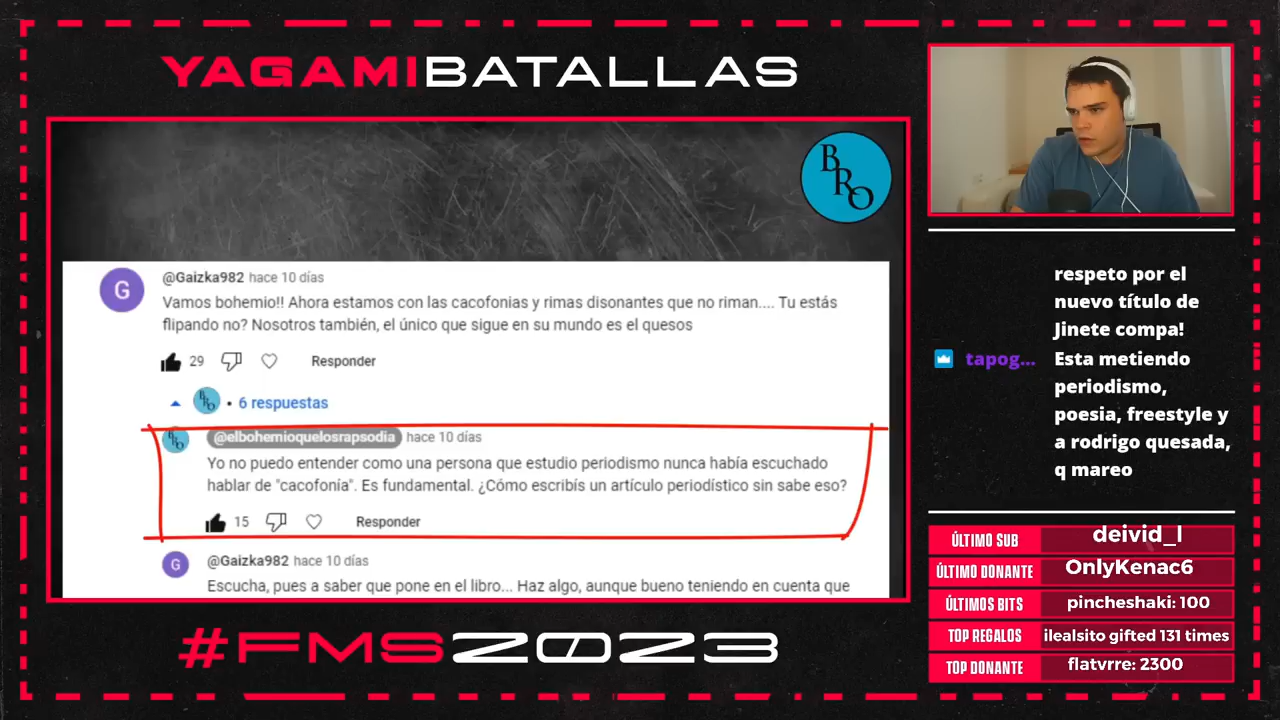 YAGAMIBATALLAS
BRO
G
@Gaizka982 hace 10 días
Vamos bohemio!! Ahora estamos con las cacofonias y rimas disonantes que no riman.... Tu estás
flipando no? Nosotros también, el único que sigue en su mundo es el quesos
29 Responder
BRO • 6 respuestas
BRO @elbohemioquelosrapsodia hace 10 días
Yo no puedo entender como una persona que estudio periodismo nunca había escuchado
hablar de "cacofonía". Es fundamental. ¿Cómo escribís un artículo periodístico sin sabe eso?
15 Responder
G @Gaizka982 hace 10 días
Escucha, pues a saber que pone en el libro... Haz algo, aunque bueno teniendo en cuenta que
#FMS2023
respeto por el
nuevo título de
Jinete compa!
tapog... Esta metiendo
periodismo,
poesia, freestyle y
a rodrigo quesada,
q mareo
ÚLTIMO SUB deivid_l
ÚLTIMO DONANTE OnlyKenac6
ÚLTIMOS BITS pincheshaki: 100
TOP REGALOS ilealsito gifted 131 times
TOP DONANTE flatvrre: 2300